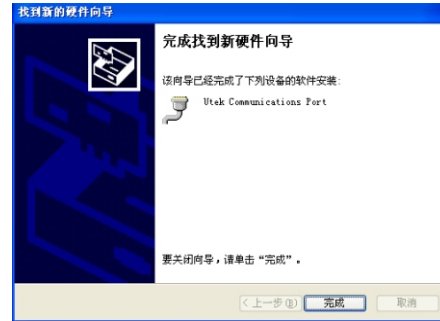 找到新的硬件向导
完成找到新硬件向导
该向导已经完成了下列设备的软件安装:
Utek Communications Port
要关闭向导，请单击“完成”。
<上一步(B) 完成 取消